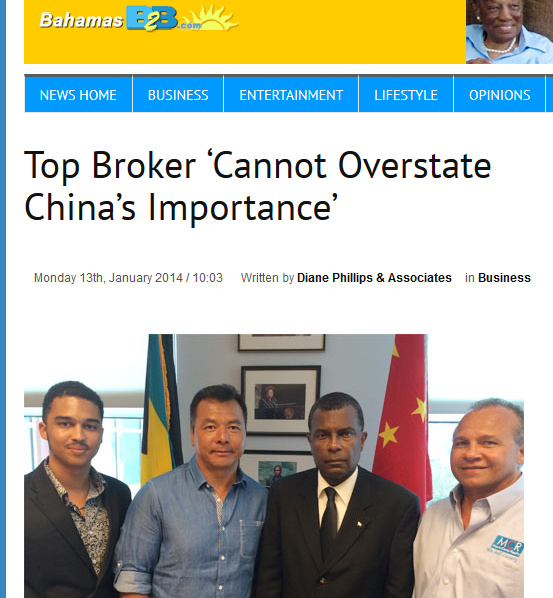 Bahamas B2B.com
NEWS HOME
BUSINESS
ENTERTAINMENT
LIFESTYLE
OPINIONS
Top Broker ‘Cannot Overstate
China’s Importance’
Monday 13th, January 2014 / 10:03 Written by Diane Phillips & Associates in Business